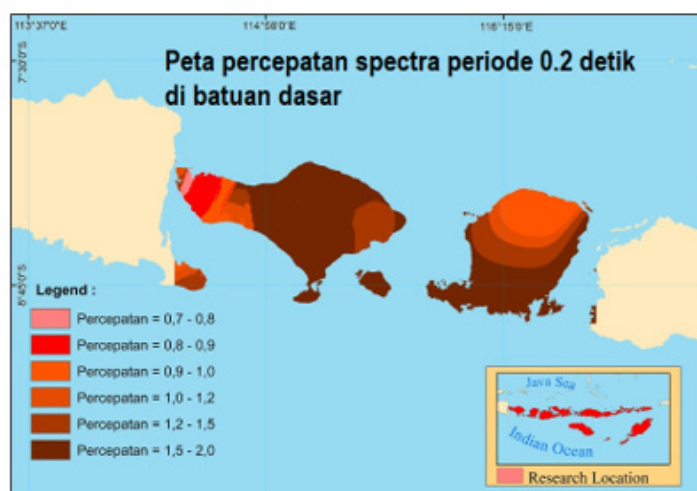 113°37'0"E
114°56'0"E
116°15'0"E
7°30'0"S
Peta percepatan spectra periode 0.2 detik
di batuan dasar
8°45'0"S
Legend :
Percepatan = 0,7 - 0,8
Percepatan = 0,8 - 0,9
Percepatan = 0,9 - 1,0
Percepatan = 1,0 - 1,2
Percepatan = 1,2 - 1,5
Percepatan = 1,5 - 2,0
Java Sea
Indian Ocean
Research Location